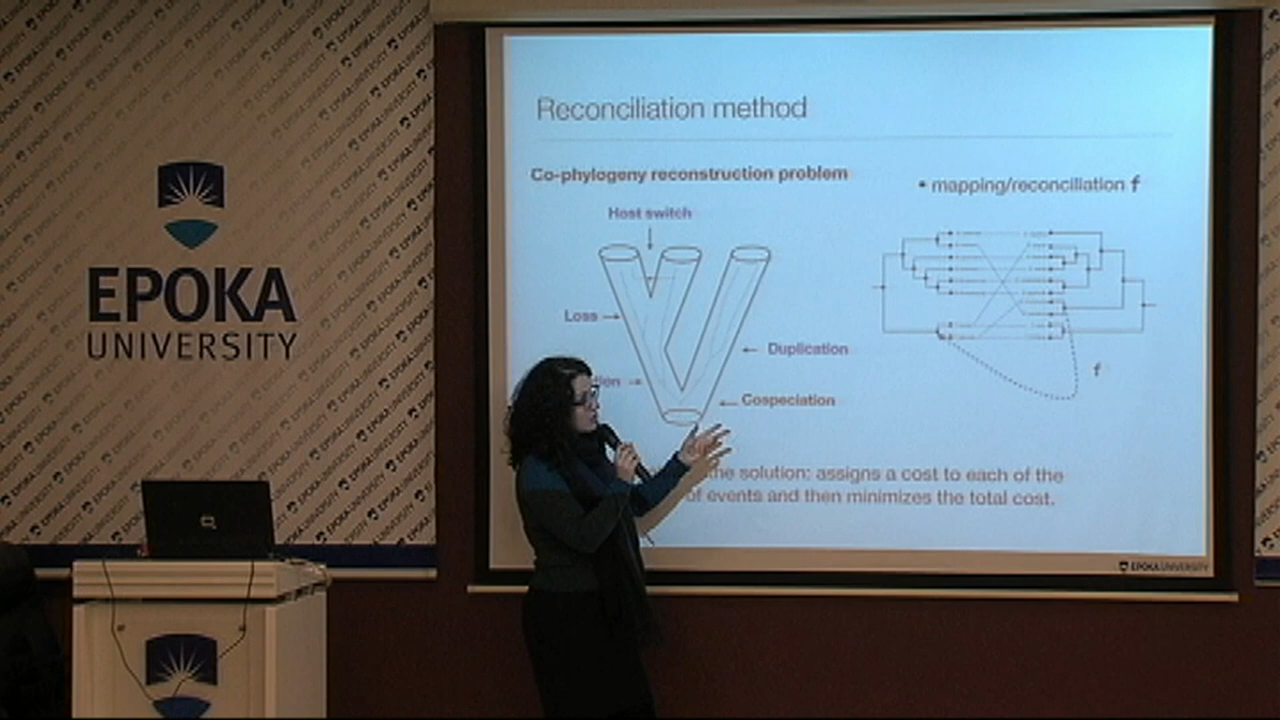 EPOKA
UNIVERSITY
Reconciliation method
Co-phylogeny reconstruction problem
• mapping/reconciliation f
Host switch
Loss
Duplication
Cospeciation
f
the solution: assigns a cost to each of the
of events and then minimizes the total cost.
EPOKA UNIVERSITY